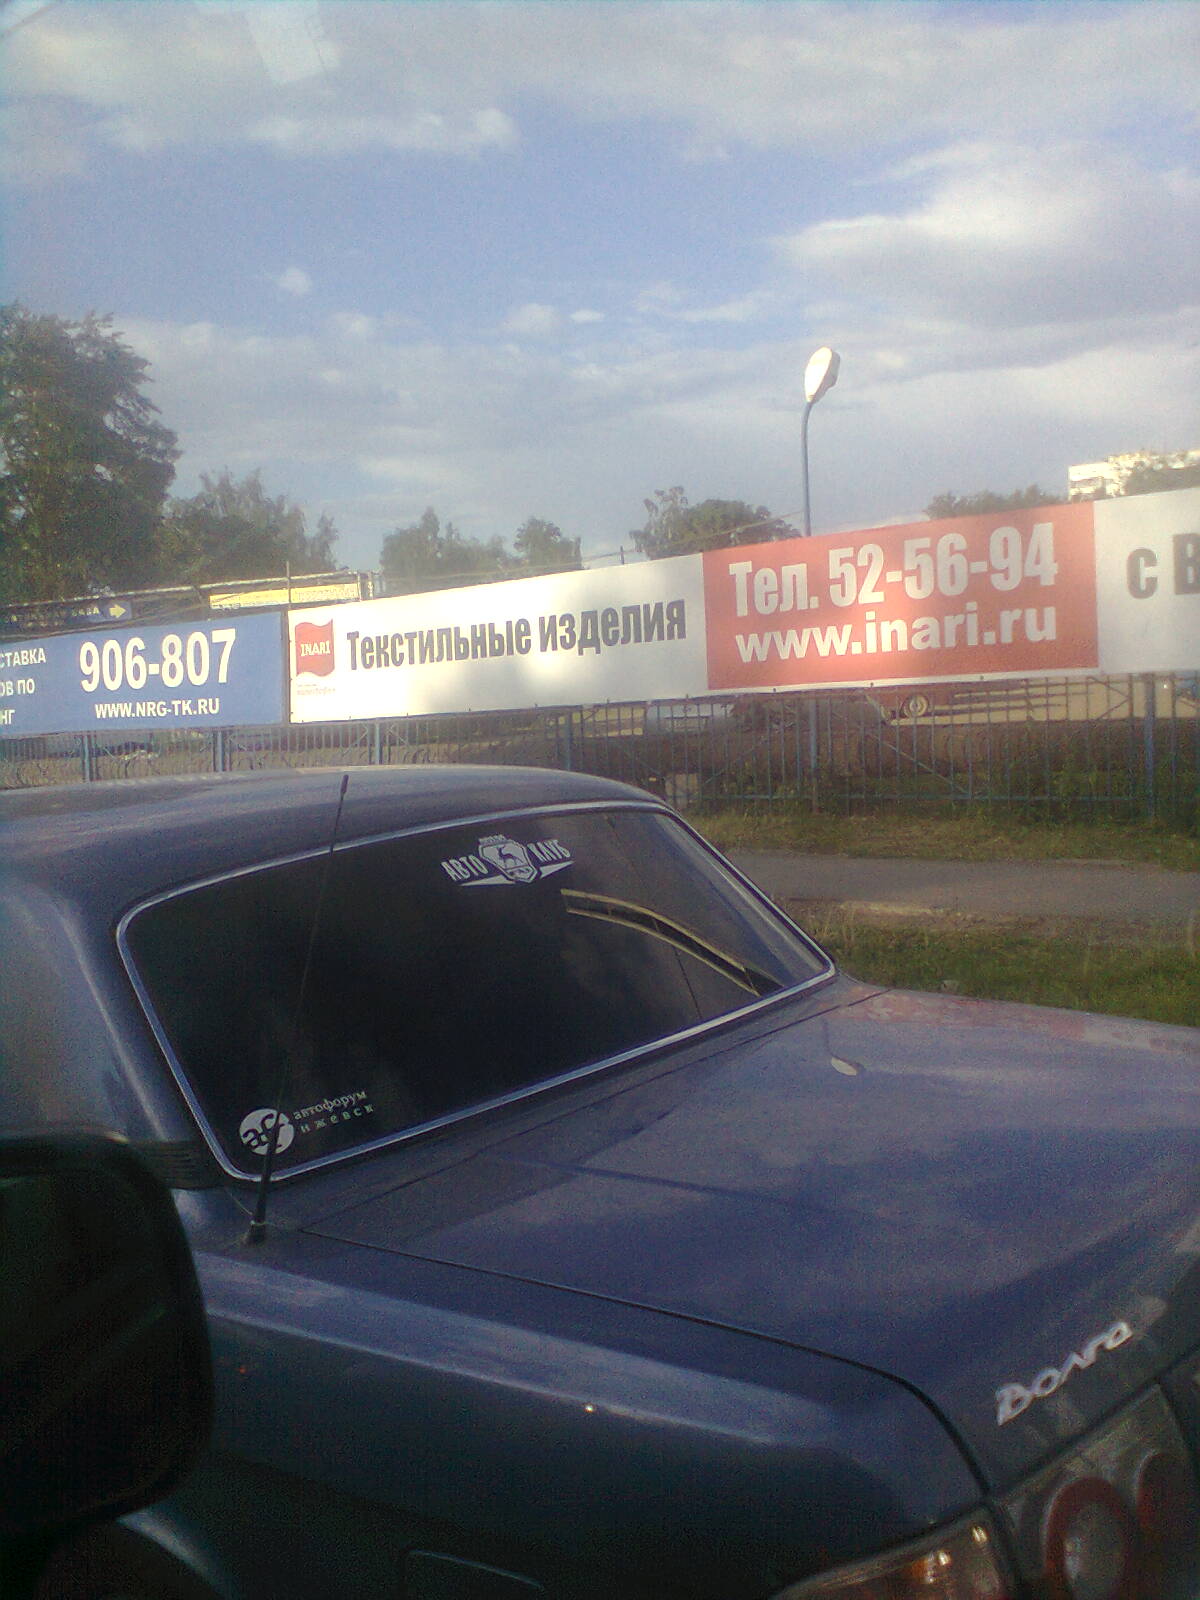 СТАВКА
ОВ ПО
НГ
906-807
WWW.NRG-TK.RU
INARI
Текстильные изделия
Тел. 52-56-94
www.inari.ru
с В
АВТО КЛУБ
аф
автофорум
ижевск
Волга